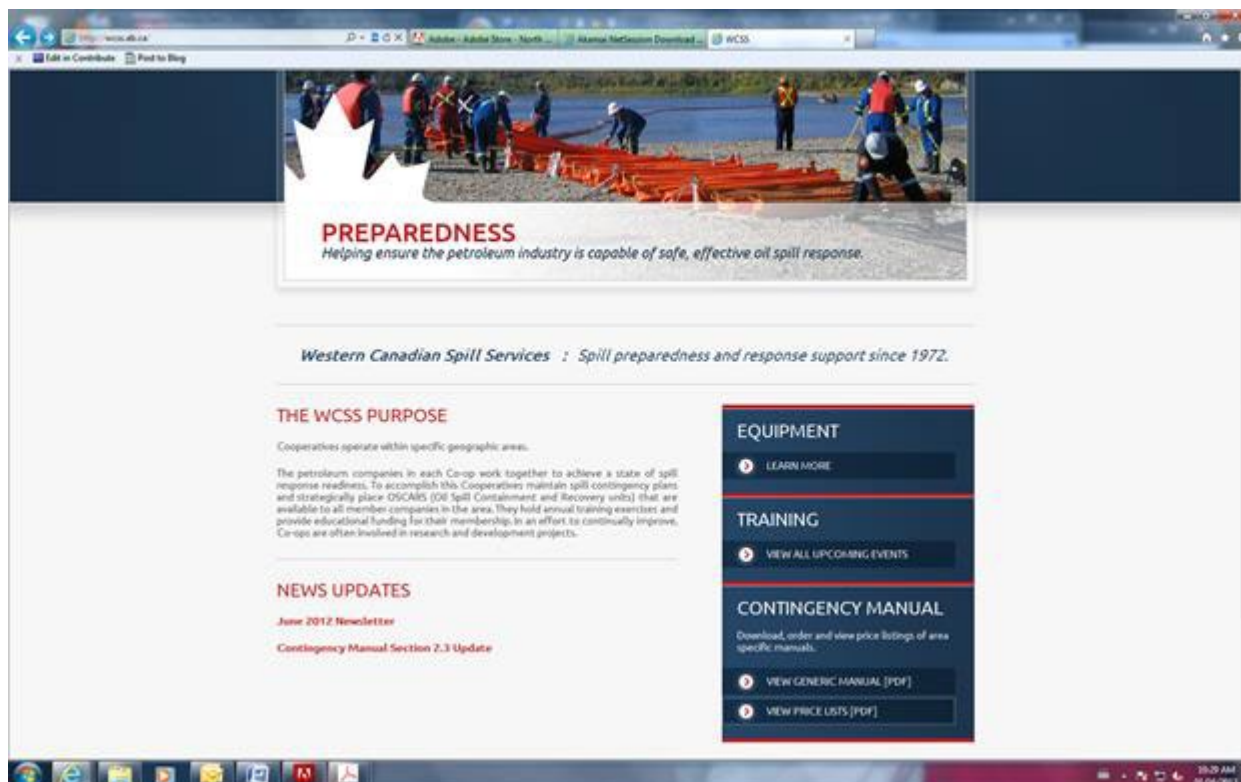 wcss.ab.ca
Adobe - Adobe Store - North ...
Akamai NetSession Download ...
WCSS
x Edit in Contribute Post to Blog
PREPAREDNESS
Helping ensure the petroleum industry is capable of safe, effective oil spill response.
Western Canadian Spill Services : Spill preparedness and response support since 1972.
THE WCSS PURPOSE
Cooperatives operate within specific geographic areas.
The petroleum companies in each Co-op work together to achieve a state of spill
response readiness. To accomplish this Cooperatives maintain spill contingency plans
and strategically place OSCARS (Oil Spill Containment and Recovery units) that are
available to all member companies in the area. They hold annual training exercises and
provide educational funding for their membership. In an effort to continually improve,
Co-ops are often involved in research and development projects.
NEWS UPDATES
June 2012 Newsletter
Contingency Manual Section 2.3 Update
EQUIPMENT
LEARN MORE
TRAINING
VIEW ALL UPCOMING EVENTS
CONTINGENCY MANUAL
Download, order and view price listings of area
specific manuals.
VIEW GENERIC MANUAL [PDF]
VIEW PRICE LISTS [PDF]
10:29 AM